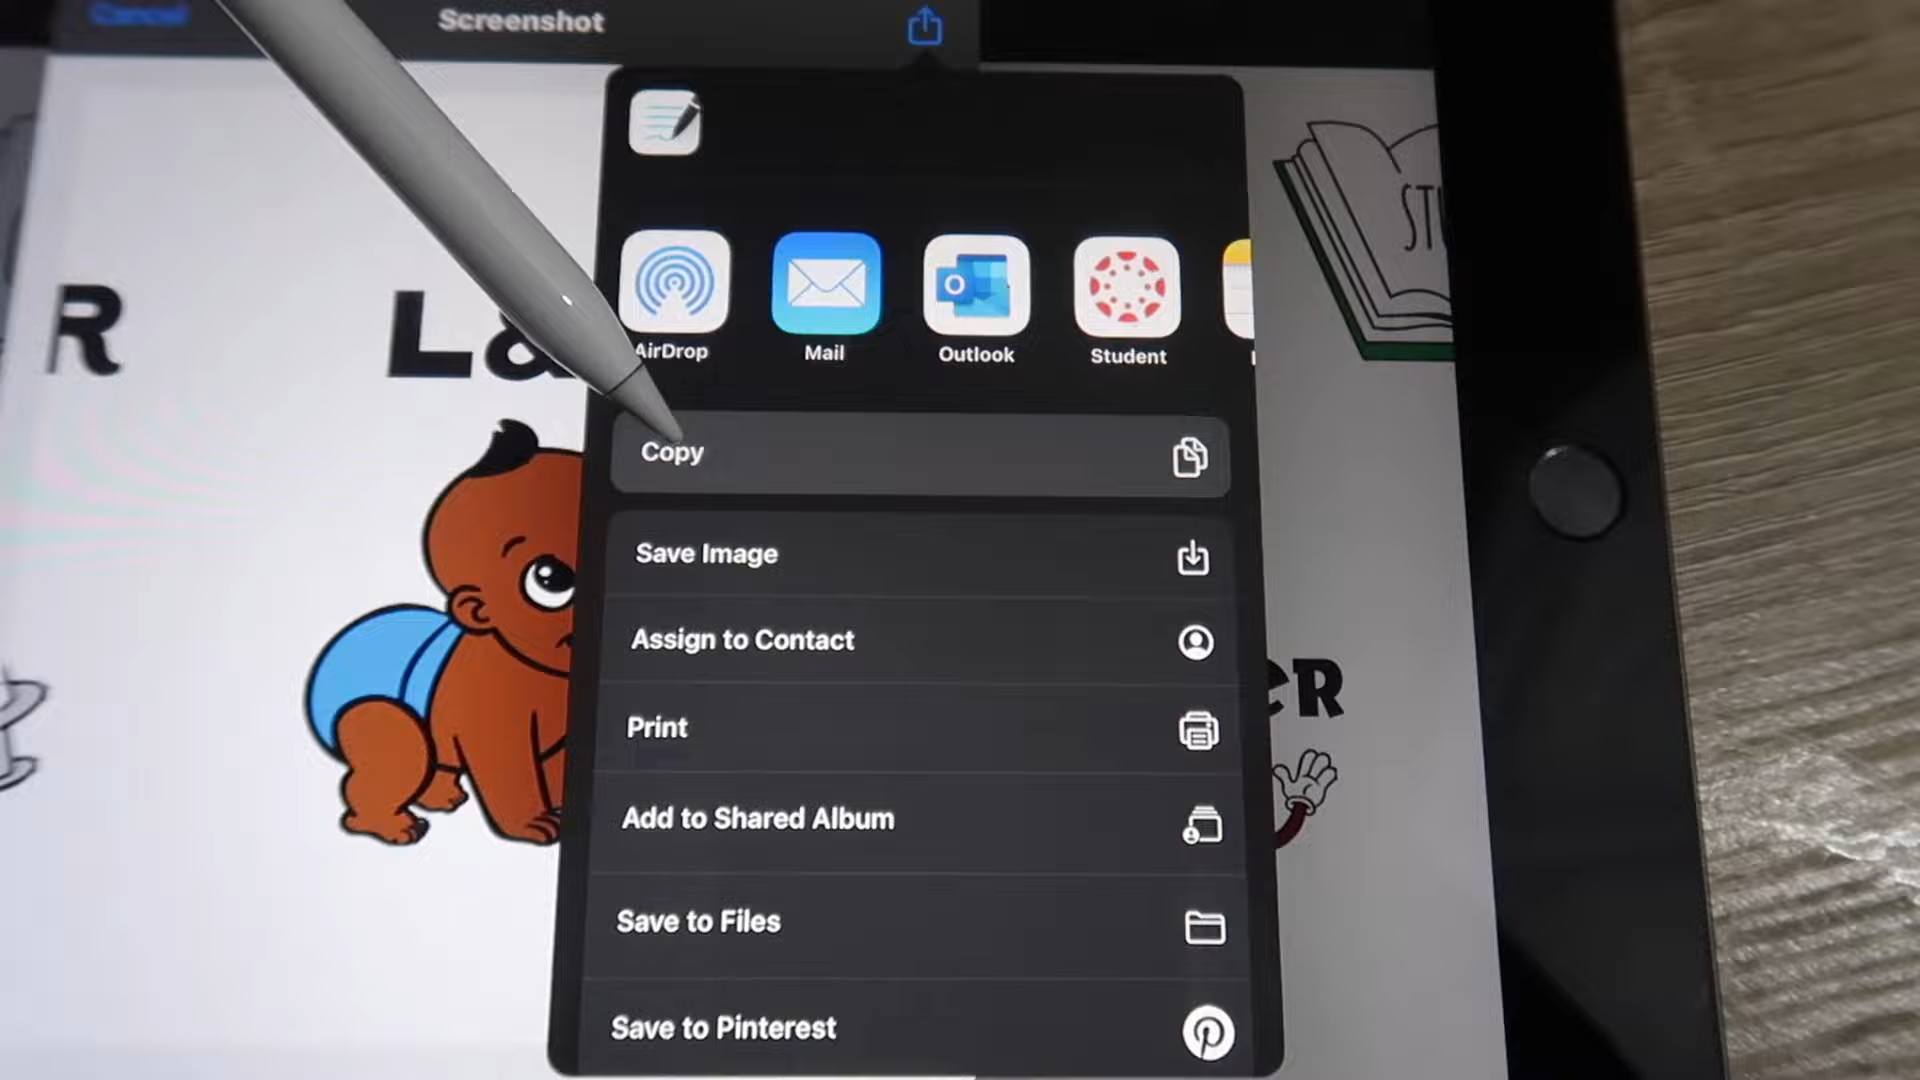 Cancel
Screenshot
AirDrop
Mail
Outlook
Student
Copy
Save Image
Assign to Contact
Print
Add to Shared Album
Save to Files
Save to Pinterest